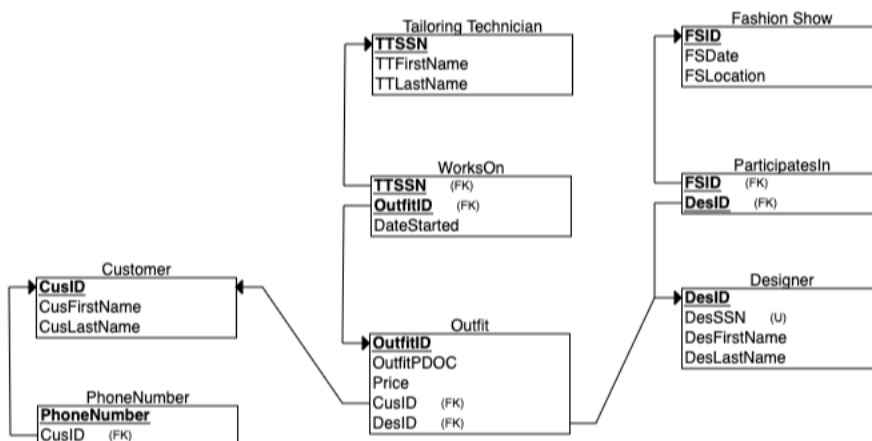 Tailoring Technician
TTSSN
TTFirstName
TTLastName
Fashion Show
FSID
FSDate
FSLocation
WorksOn
TTSSN (FK)
OutfitID (FK)
DateStarted
ParticipatesIn
FSID (FK)
DesID (FK)
Customer
CusID
CusFirstName
CusLastName
Outfit
OutfitID
OutfitPDOC
Price
CusID (FK)
DesID (FK)
Designer
DesID
DesSSN (U)
DesFirstName
DesLastName
PhoneNumber
PhoneNumber
CusID (FK)